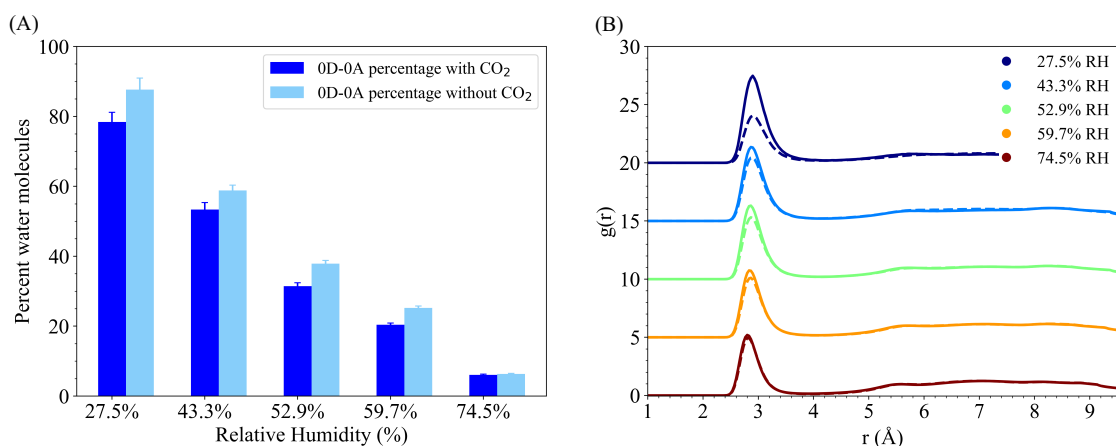 (A)
100
80
60
40
20
0
Percent water molecules
0D-0A percentage with CO₂
0D-0A percentage without CO₂
27.5%
43.3%
52.9%
59.7%
74.5%
Relative Humidity (%)
(B)
30
25
20
15
10
5
0
g(r)
27.5% RH
43.3% RH
52.9% RH
59.7% RH
74.5% RH
1
2
3
4
5
6
7
8
9
r (Å)